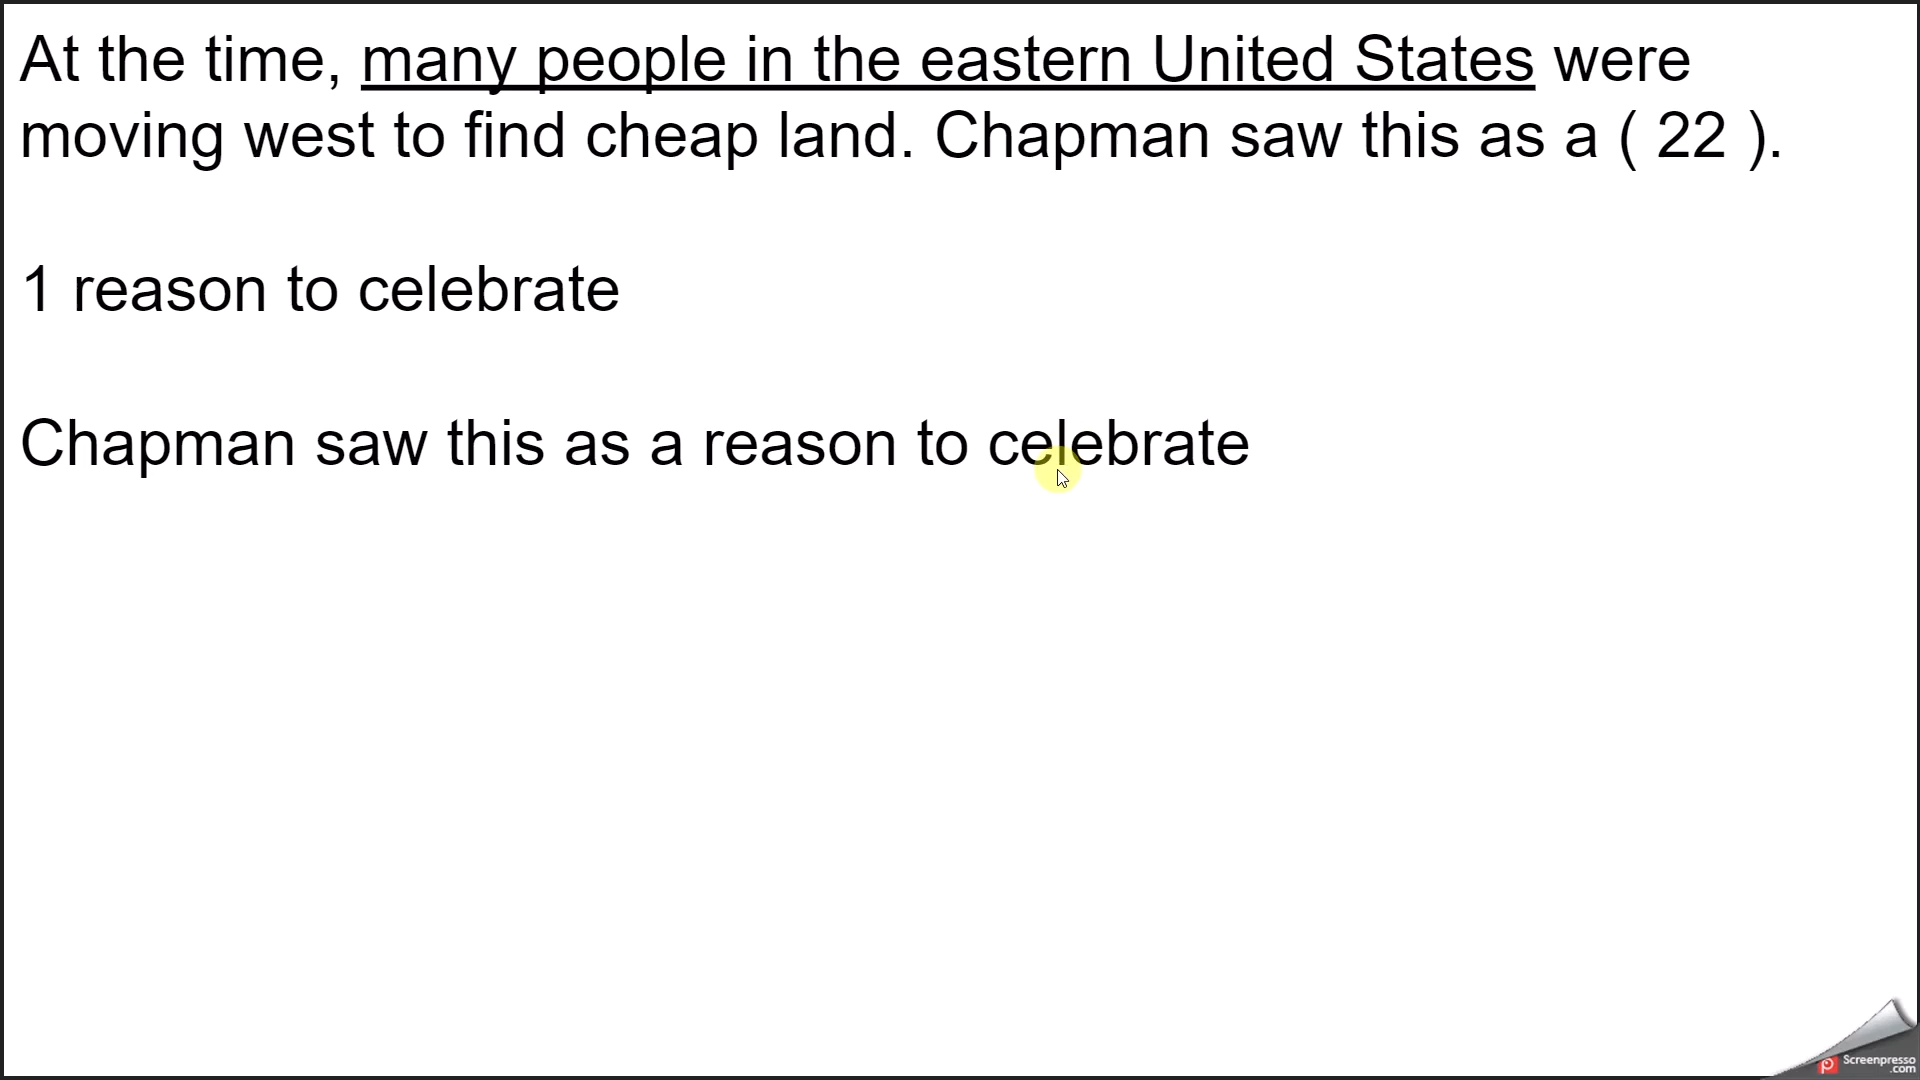 At the time, many people in the eastern United States were
moving west to find cheap land. Chapman saw this as a ( 22 ).
1 reason to celebrate
Chapman saw this as a reason to celebrate
Screenpresso
.com